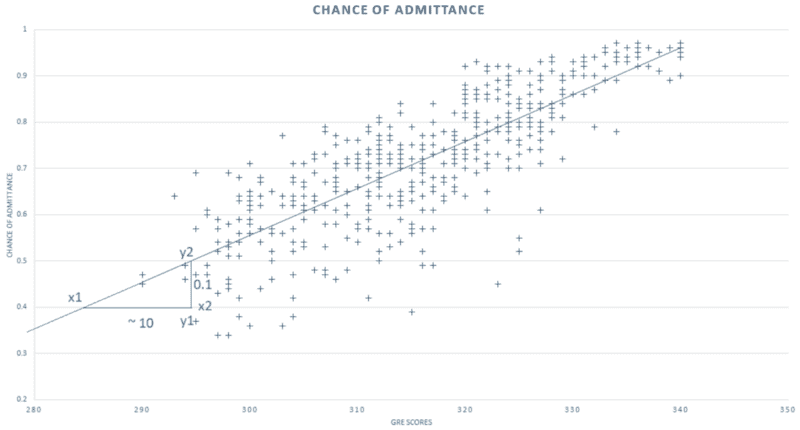 CHANCE OF ADMITTANCE
1
0.9
0.8
0.7
0.6
0.5
0.4
0.3
0.2
CHANCE OF ADMITTANCE
y2
0.1
x1
x2
~ 10
y1
280
290
300
310
320
330
340
350
GRE SCORES